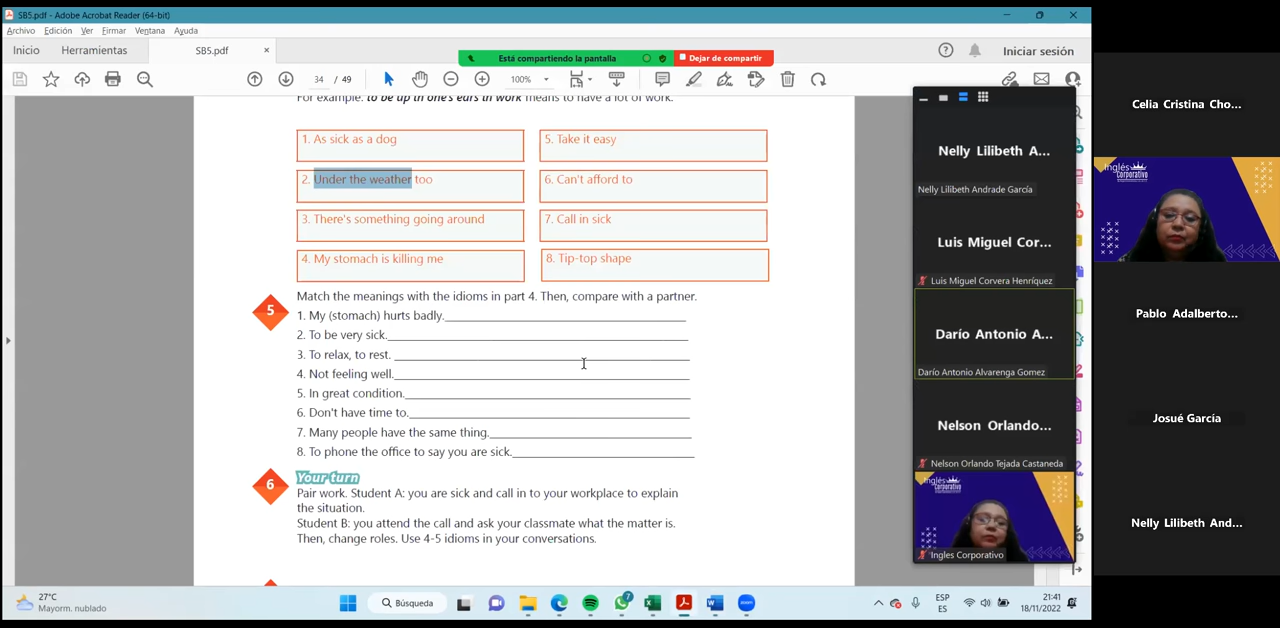 SB5.pdf - Adobe Acrobat Reader (64-bit)
Archivo Edición Ver Firmar Ventana Ayuda
Inicio Herramientas SB5.pdf × Iniciar sesión
Está compartiendo la pantalla Dejar de compartir
34 / 49 100%
For example: to be up in one's ears in work means to have a lot of work.
1. As sick as a dog
5. Take it easy
2. Under the weather too
6. Can't afford to
3. There's something going around
7. Call in sick
4. My stomach is killing me
8. Tip-top shape
5
Match the meanings with the idioms in part 4. Then, compare with a partner.
1. My (stomach) hurts badly.
2. To be very sick.
3. To relax, to rest.
4. Not feeling well.
5. In great condition.
6. Don't have time to.
7. Many people have the same thing.
8. To phone the office to say you are sick.
6
Your turn
Pair work. Student A: you are sick and call in to your workplace to explain
the situation.
Student B: you attend the call and ask your classmate what the matter is.
Then, change roles. Use 4-5 idioms in your conversations.
Nelly Lilibeth A...
Nelly Lilibeth Andrade García
Luis Miguel Cor...
Luis Miguel Corvera Henríquez
Darío Antonio A...
Darío Antonio Alvarenga Gomez
Nelson Orlando...
Nelson Orlando Tejada Castaneda
Inglés
Corporativo
Ingles Corporativo
Celia Cristina Cho...
Inglés
Corporativo
Pablo Adalberto...
Josué García
Nelly Lilibeth And...
27°C
Mayorm. nublado
Búsqueda
7
ESP
ES
21:41
18/11/2022